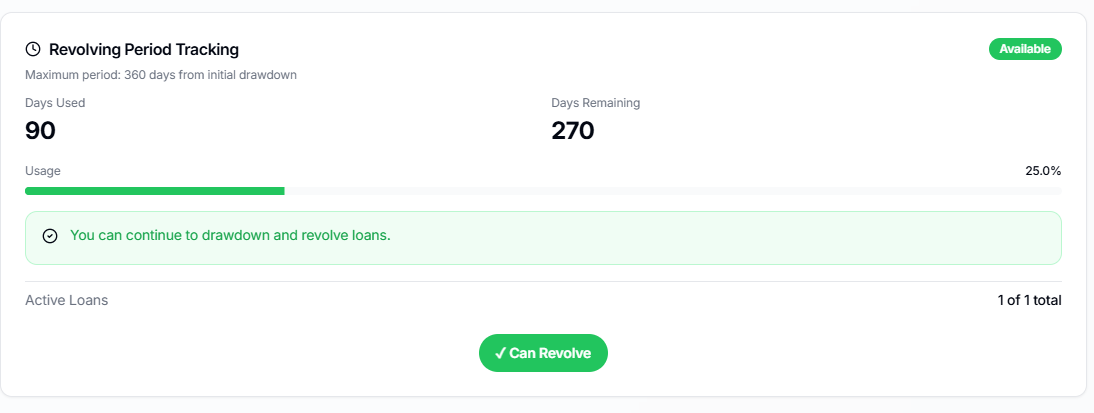 Revolving Period Tracking
Available
Maximum period: 360 days from initial drawdown
Days Used
Days Remaining
90
270
Usage
25.0%
You can continue to drawdown and revolve loans.
Active Loans
1 of 1 total
✓ Can Revolve